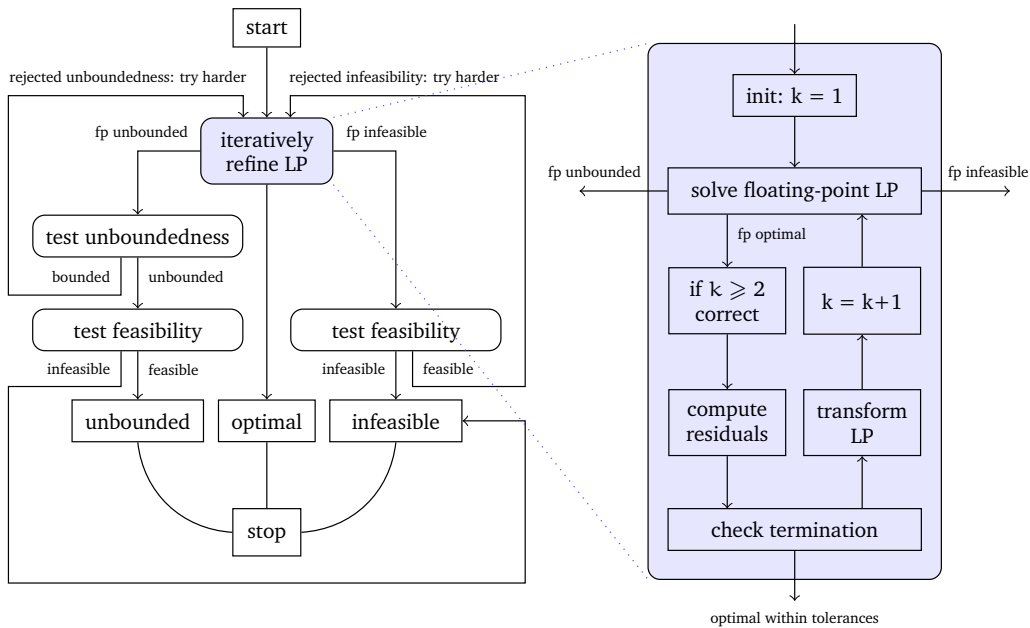 start
rejected unboundedness: try harder
rejected infeasibility: try harder
fp unbounded
iteratively
refine LP
fp infeasible
test unboundedness
bounded
unbounded
test feasibility
test feasibility
infeasible
feasible
infeasible
feasible
unbounded
optimal
infeasible
stop
init: k = 1
fp unbounded
solve floating-point LP
fp infeasible
fp optimal
if k ⩾ 2
correct
k = k+1
compute
residuals
transform
LP
check termination
optimal within tolerances